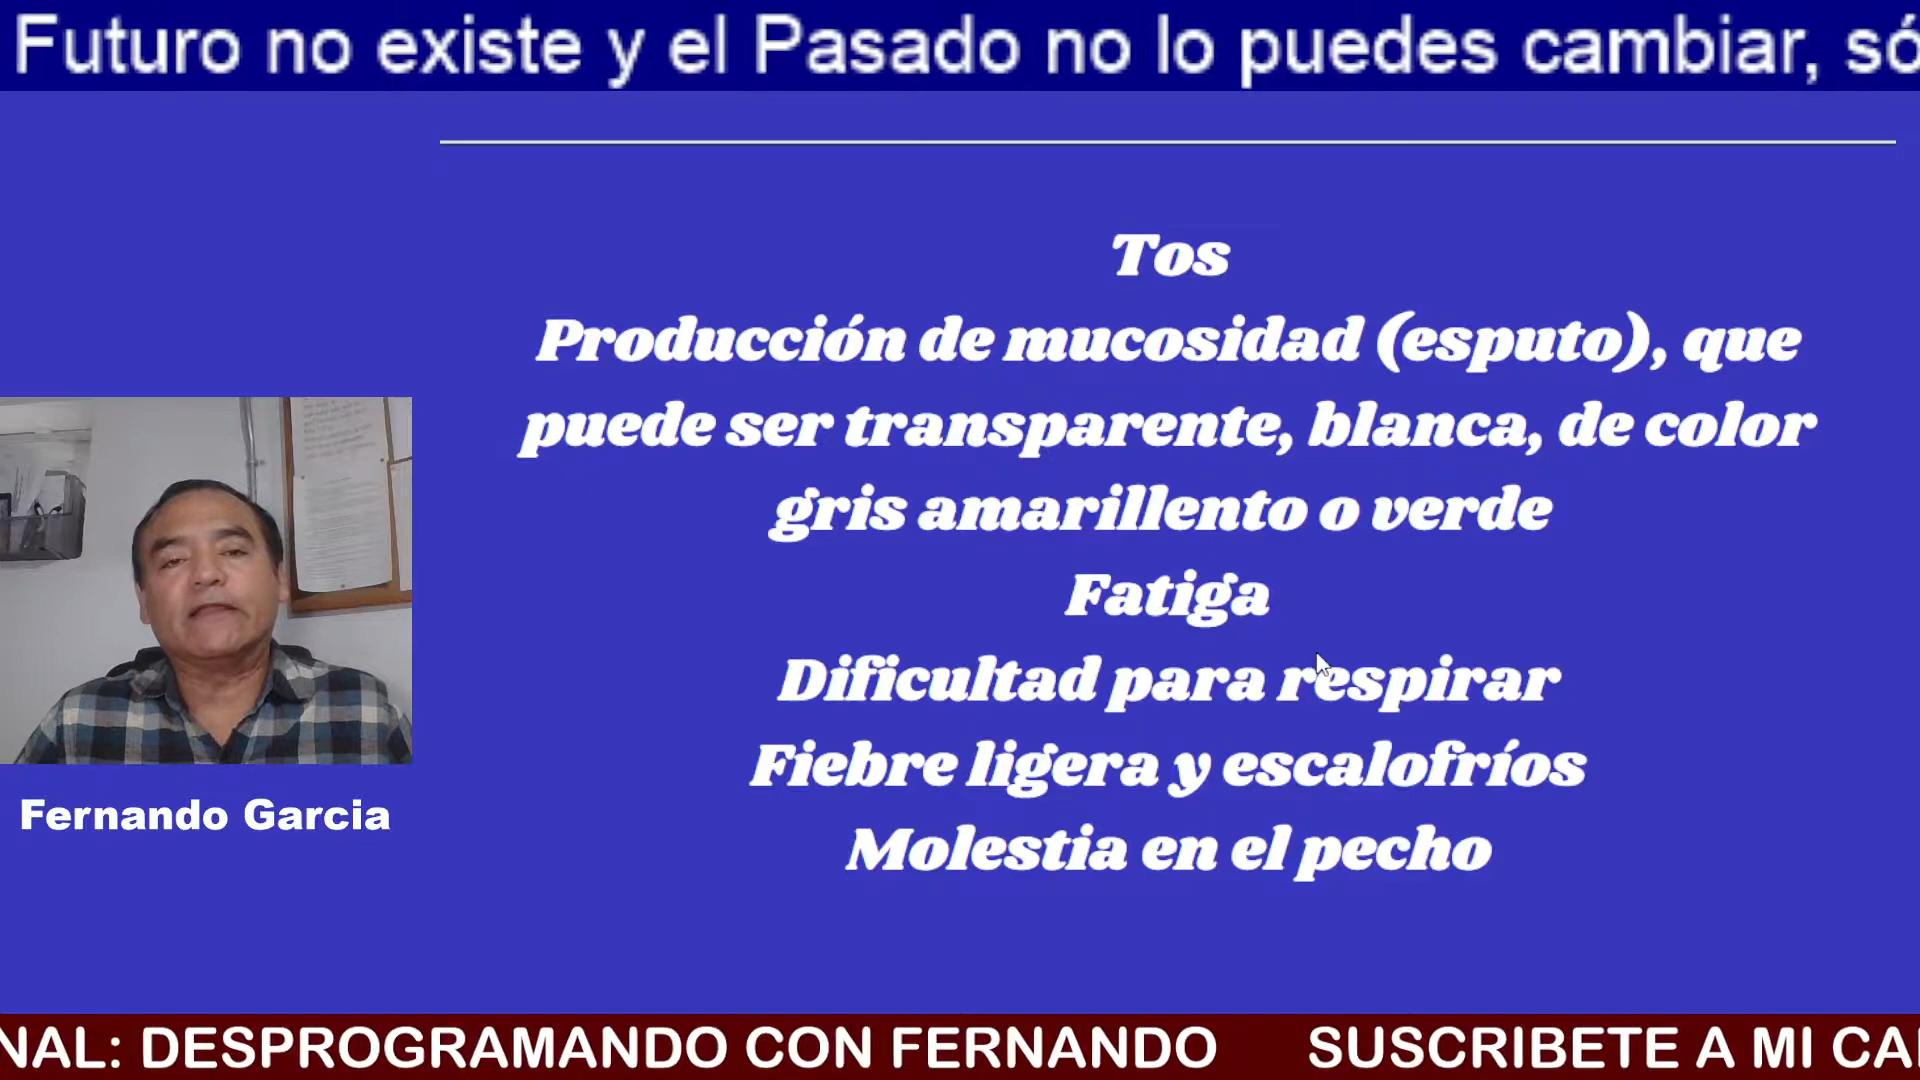 Futuro no existe y el Pasado no lo puedes cambiar, só
Tos
Producción de mucosidad (esputo), que
puede ser transparente, blanca, de color
gris amarillento o verde
Fatiga
Dificultad para respirar
Fiebre ligera y escalofríos
Molestia en el pecho
Fernando Garcia
NAL: DESPROGRAMANDO CON FERNANDO SUSCRIBETE A MI CA